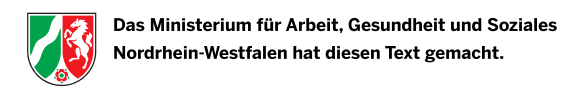 Das Ministerium für Arbeit, Gesundheit und Soziales
Nordrhein-Westfalen hat diesen Text gemacht.